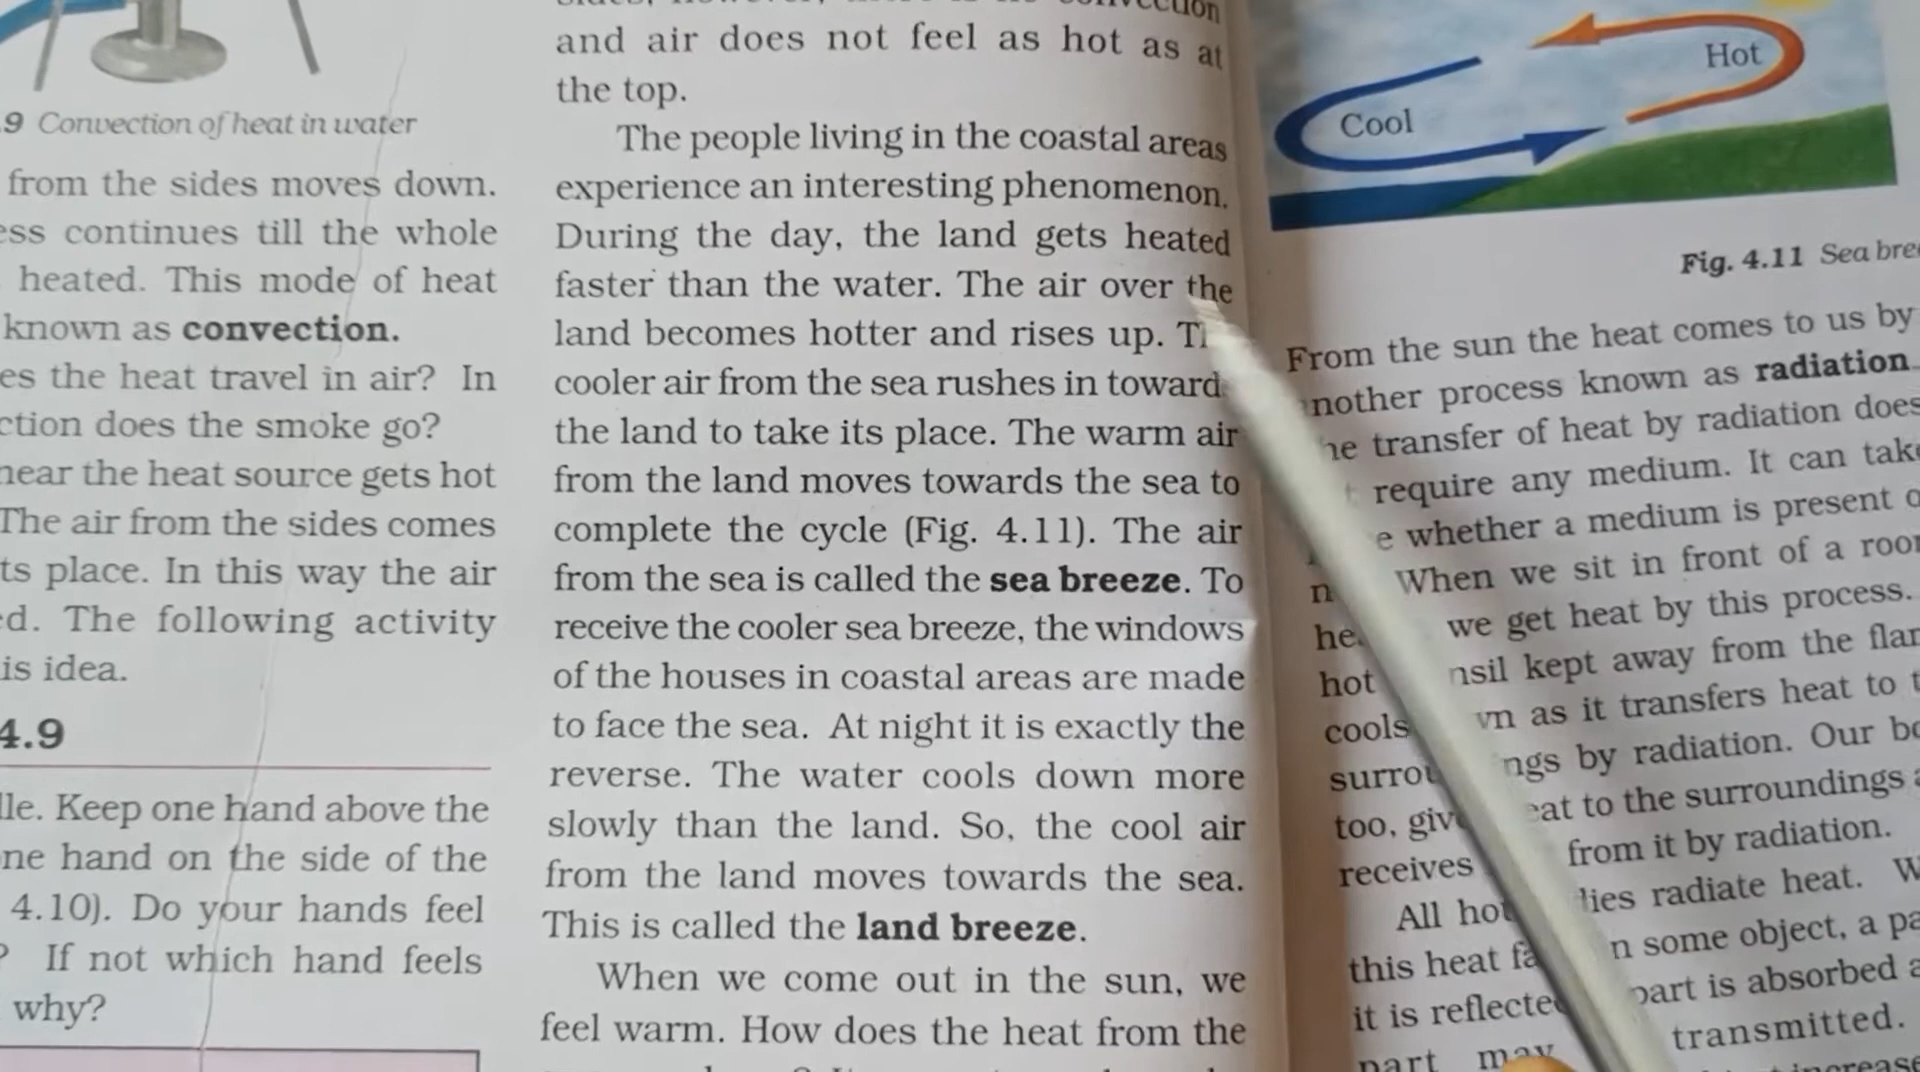 .9 Convection of heat in water
from the sides moves down.
ess continues till the whole
heated. This mode of heat
known as convection.
es the heat travel in air? In
ction does the smoke go?
near the heat source gets hot
The air from the sides comes
ts place. In this way the air
ed. The following activity
is idea.
4.9
lle. Keep one hand above the
ne hand on the side of the
4.10). Do your hands feel
? If not which hand feels
why?
and air does not feel as hot as at
the top.
The people living in the coastal areas
experience an interesting phenomenon.
During the day, the land gets heated
faster than the water. The air over the
land becomes hotter and rises up.
cooler air from the sea rushes in toward
the land to take its place. The warm air
from the land moves towards the sea to
complete the cycle (Fig. 4.11). The air
from the sea is called the sea breeze. To
receive the cooler sea breeze, the windows
of the houses in coastal areas are made
to face the sea. At night it is exactly the
reverse. The water cools down more
slowly than the land. So, the cool air
from the land moves towards the sea.
This is called the land breeze.
When we come out in the sun, we
feel warm. How does the heat from the
Hot
Cool
Fig. 4.11 Sea bree
From the sun the heat comes to us by
nother process known as radiation.
he transfer of heat by radiation does
require any medium. It can take
e whether a medium is present o
When we sit in front of a roo
he we get heat by this process.
hot nsil kept away from the fla
cools wn as it transfers heat to t
surrou ngs by radiation. Our bo
too, giv eat to the surroundings a
receives from it by radiation.
All hot dies radiate heat. W
this heat fa n some object, a pa
it is reflected part is absorbed a
part may transmitted.
increase